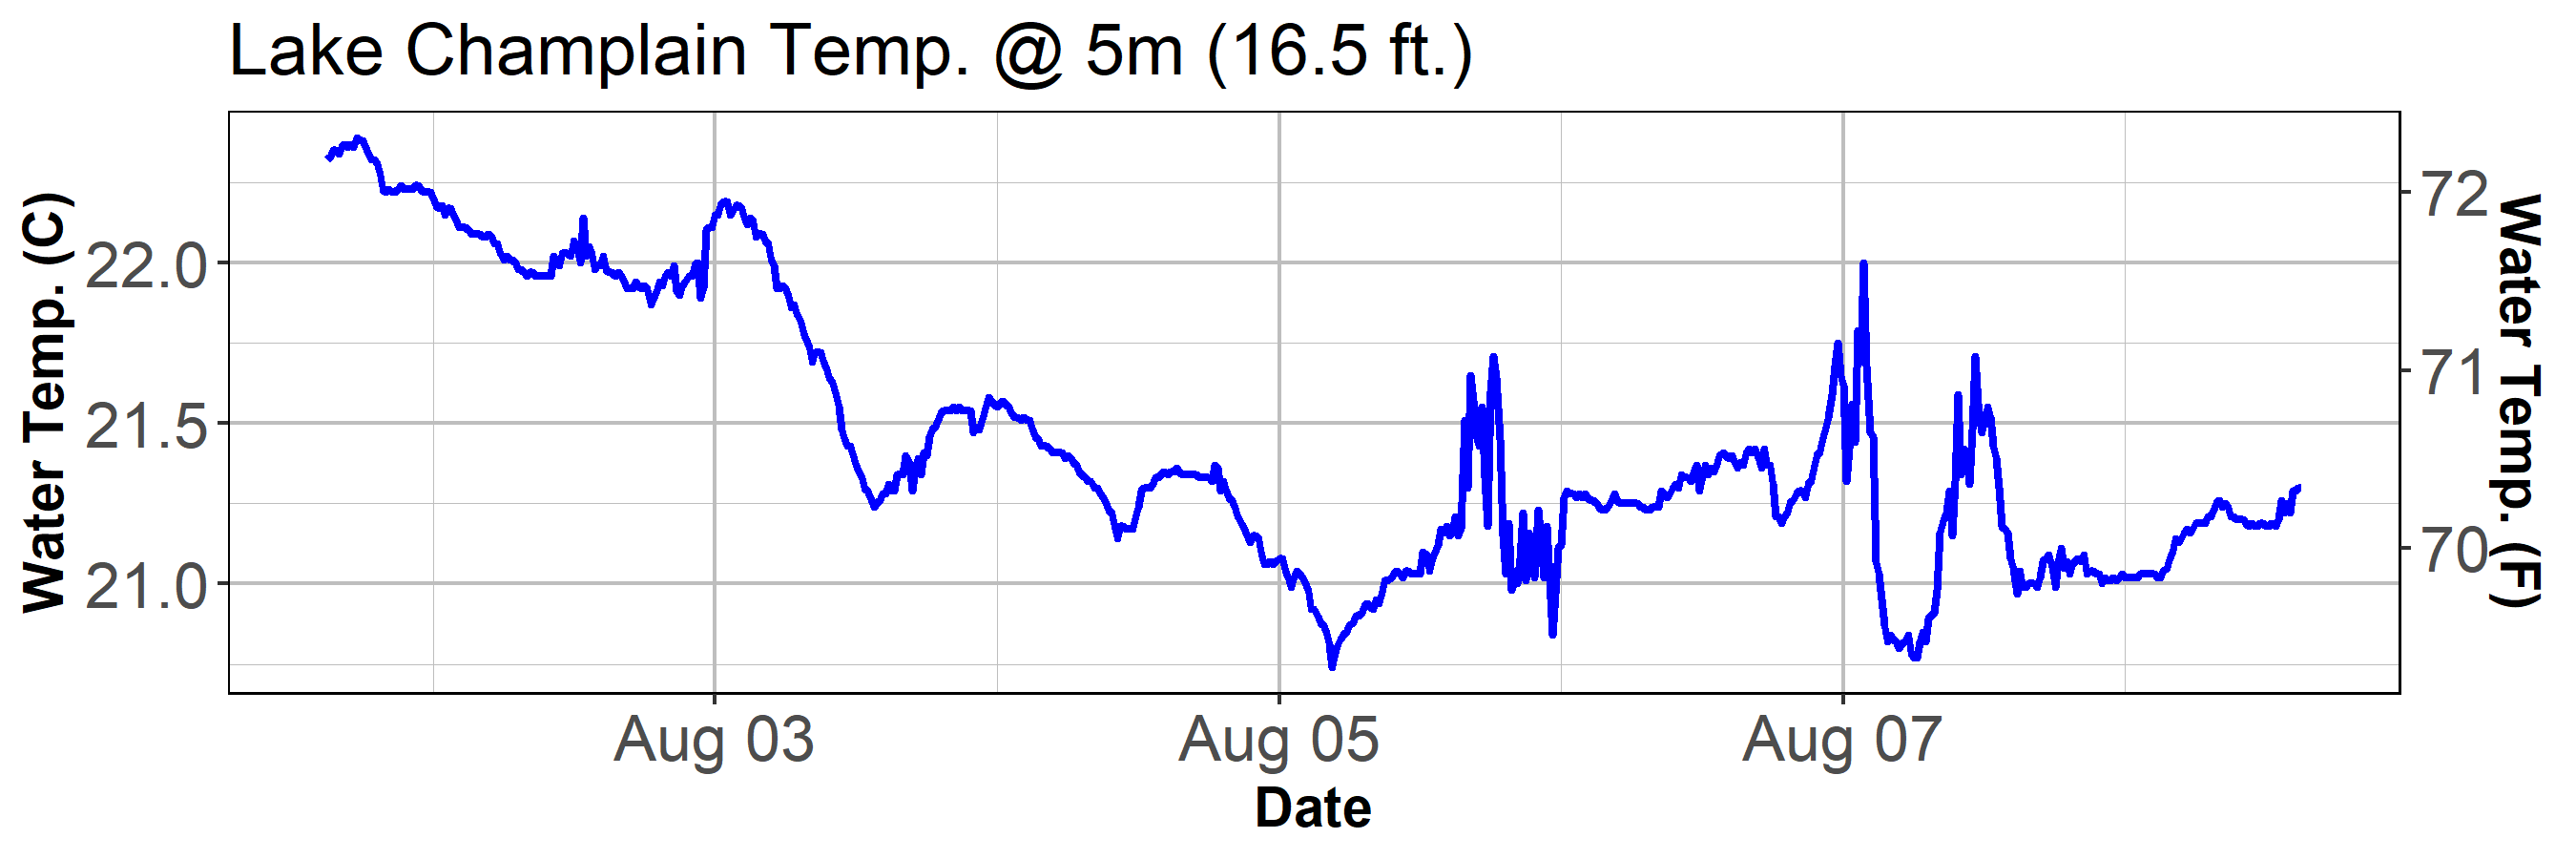 Lake Champlain Temp. @ 5m (16.5 ft.)
Water Temp. (C)
22.0
21.5
21.0
72
71
70
Water Temp. (F)
Aug 03 Aug 05 Aug 07
Date